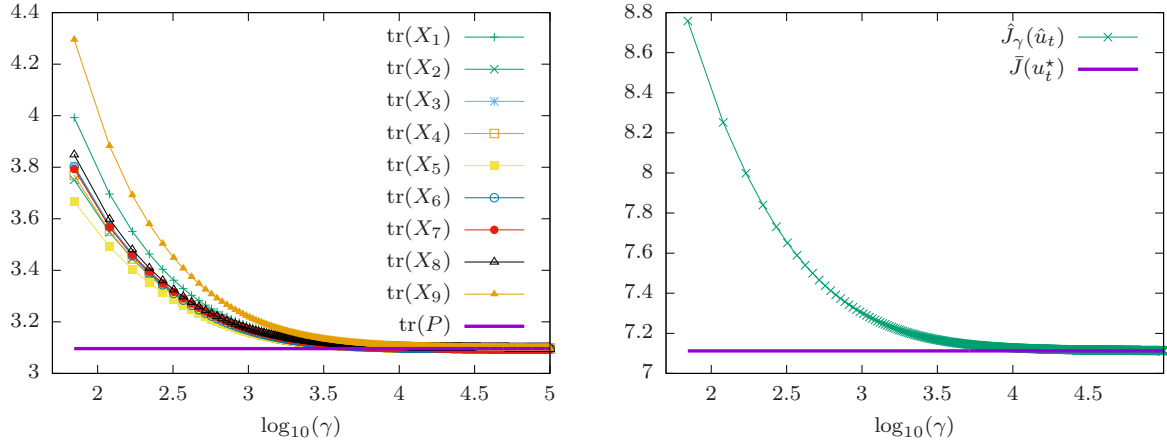 4.4
4.2
4
3.8
3.6
3.4
3.2
3
2
2.5
3
3.5
4
4.5
5
log₁₀(γ)
tr(X₁)
tr(X₂)
tr(X₃)
tr(X₄)
tr(X₅)
tr(X₆)
tr(X₇)
tr(X₈)
tr(X₉)
tr(P)
8.8
8.6
8.4
8.2
8
7.8
7.6
7.4
7.2
7
2
2.5
3
3.5
4
4.5
log₁₀(γ)
Ĵ_γ(û_t)
J̄(u_t^⋆)